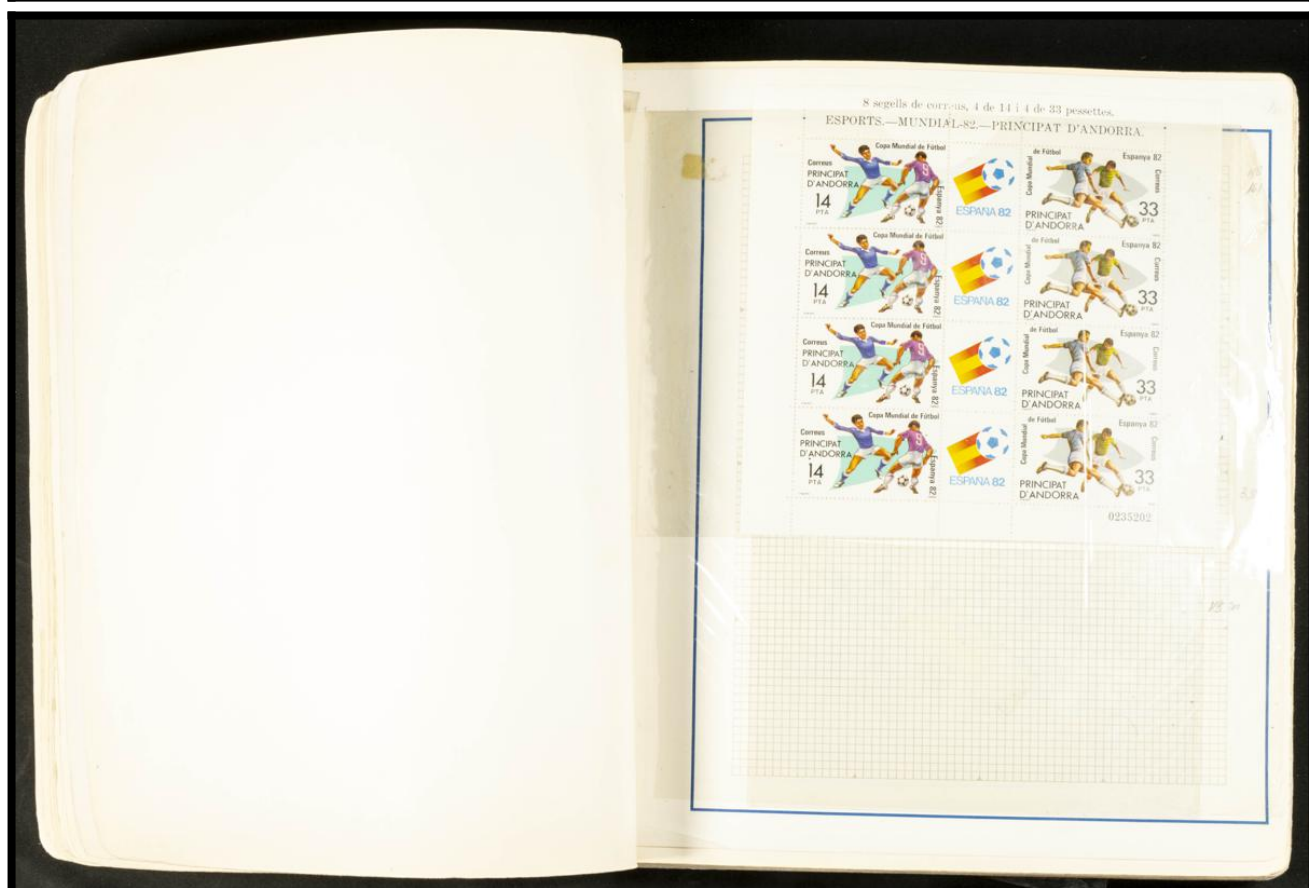 8 segells de correus, 4 de 14 i 4 de 33 pessettes.
ESPORTS.—MUNDIAL-82.—PRINCIPAT D'ANDORRA.
Copa Mundial de Fútbol
Correus
PRINCIPAT
D'ANDORRA
14
PTA
Espanya 82
ESPAÑA 82
Copa Mundial
de Fútbol
Espanya 82
Correus
33
PTA
PRINCIPAT
D'ANDORRA
Copa Mundial de Fútbol
Correus
PRINCIPAT
D'ANDORRA
14
PTA
Espanya 82
ESPAÑA 82
Copa Mundial
de Fútbol
Espanya 82
Correus
33
PTA
PRINCIPAT
D'ANDORRA
Copa Mundial de Fútbol
Correus
PRINCIPAT
D'ANDORRA
14
PTA
Espanya 82
ESPAÑA 82
Copa Mundial
de Fútbol
Espanya 82
Correus
33
PTA
PRINCIPAT
D'ANDORRA
Copa Mundial de Fútbol
Correus
PRINCIPAT
D'ANDORRA
14
PTA
Espanya 82
ESPAÑA 82
Copa Mundial
de Fútbol
Espanya 82
Correus
33
PTA
PRINCIPAT
D'ANDORRA
0235202